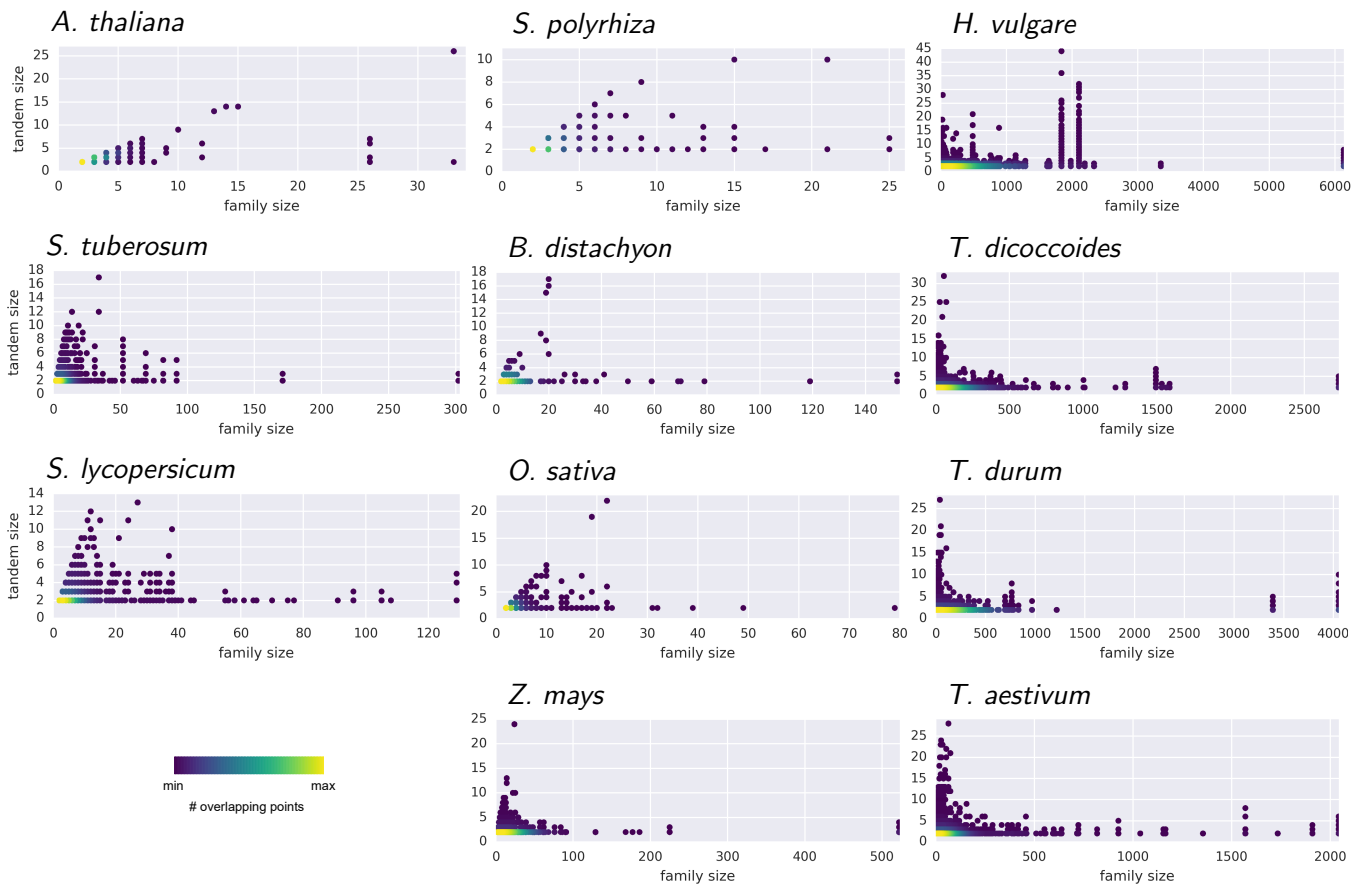 A. thaliana S. polyrhiza H. vulgare
tandem size
25
20
15
10
5
0
0 5 10 15 20 25 30
family size
10
8
6
4
2
0
0 5 10 15 20 25
family size
45
40
35
30
25
20
15
10
5
0
0 1000 2000 3000 4000 5000 6000
family size
S. tuberosum B. distachyon T. dicoccoides
tandem size
18
16
14
12
10
8
6
4
2
0
0 50 100 150 200 250 300
family size
18
16
14
12
10
8
6
4
2
0
0 20 40 60 80 100 120 140
family size
30
25
20
15
10
5
0
0 500 1000 1500 2000 2500
family size
S. lycopersicum O. sativa T. durum
tandem size
14
12
10
8
6
4
2
0
0 20 40 60 80 100 120
family size
20
15
10
5
0
0 10 20 30 40 50 60 70 80
family size
25
20
15
10
5
0
0 500 1000 1500 2000 2500 3000 3500 4000
family size
Z. mays T. aestivum
25
20
15
10
5
0
0 100 200 300 400 500
family size
25
20
15
10
5
0
0 500 1000 1500 2000
family size
min max
# overlapping points